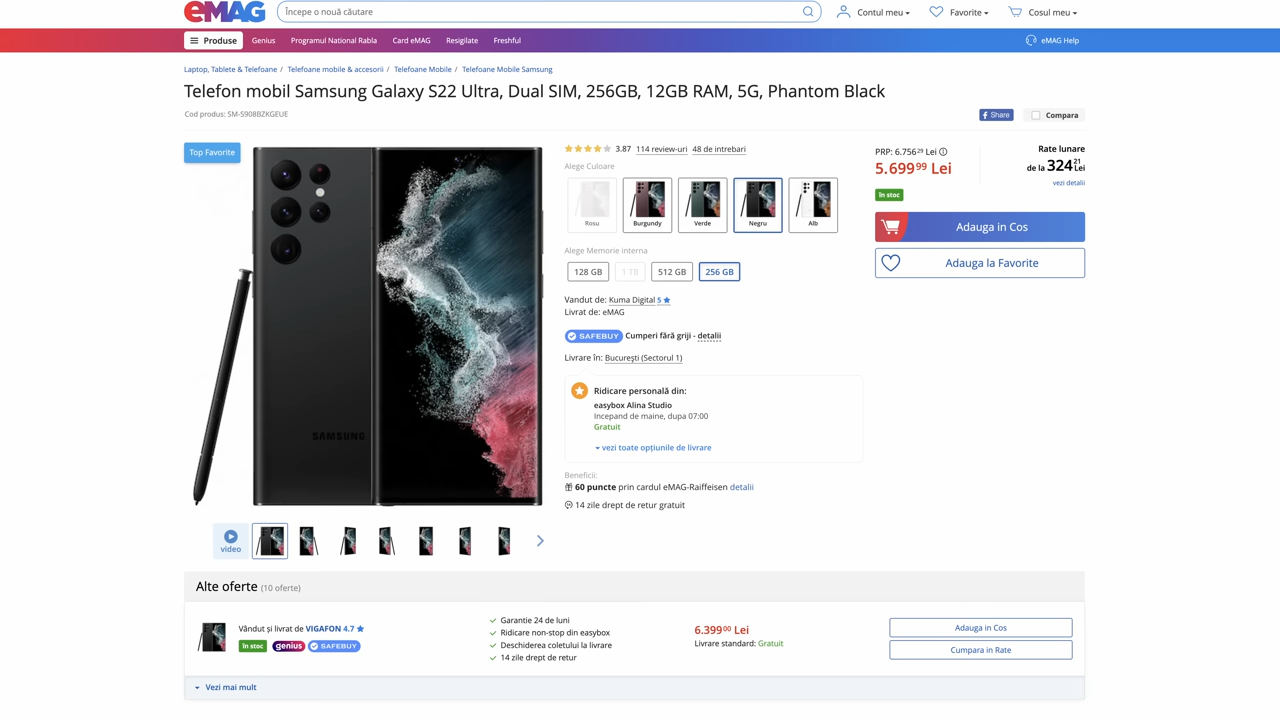 eMAG
Începe o nouă căutare
Contul meu
Favorite
Cosul meu
Produse
Genius
Programul National Rabla
Card eMAG
Resigilate
Freshful
eMAG Help
Laptop, Tablete & Telefoane / Telefoane mobile & accesorii / Telefoane Mobile / Telefoane Mobile Samsung
Telefon mobil Samsung Galaxy S22 Ultra, Dual SIM, 256GB, 12GB RAM, 5G, Phantom Black
Cod produs: SM-S908BZKGEUE
Share
Compara
Top Favorite
SAMSUNG
video
3.87 114 review-uri 48 de intrebari
Alege Culoare
Rosu
Burgundy
Verde
Negru
Alb
Alege Memorie interna
128 GB
1 TB
512 GB
256 GB
Vandut de: Kuma Digital 5
Livrat de: eMAG
SAFEBUY Cumperi fără griji - detalii
Livrare în: Bucureşti (Sectorul 1)
Ridicare personală din:
easybox Alina Studio
Incepand de maine, dupa 07:00
Gratuit
vezi toate opțiunile de livrare
Beneficii:
60 puncte prin cardul eMAG-Raiffeisen detalii
14 zile drept de retur gratuit
PRP: 6.75629 Lei
5.69999 Lei
în stoc
Rate lunare
de la 32421 Lei
vezi detalii
Adauga in Cos
Adauga la Favorite
Alte oferte (10 oferte)
Vândut și livrat de VIGAFON 4.7
în stoc
genius
SAFEBUY
Garantie 24 de luni
Ridicare non-stop din easybox
Deschiderea coletului la livrare
14 zile drept de retur
6.39900 Lei
Livrare standard: Gratuit
Adauga in Cos
Cumpara in Rate
Vezi mai mult